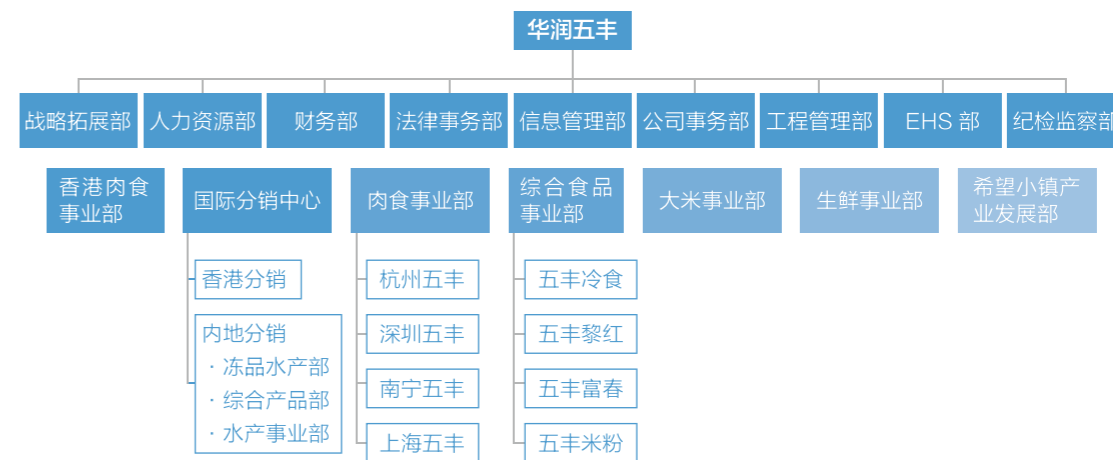 华润五丰
战略拓展部
人力资源部
财务部
法律事务部
信息管理部
公司事务部
工程管理部
EHS 部
纪检监察部
香港肉食
事业部
国际分销中心
肉食事业部
综合食品
事业部
大米事业部
生鲜事业部
希望小镇产
业发展部
香港分销
内地分销
· 冻品水产部
· 综合产品部
· 水产事业部
杭州五丰
深圳五丰
南宁五丰
上海五丰
五丰冷食
五丰黎红
五丰富春
五丰米粉